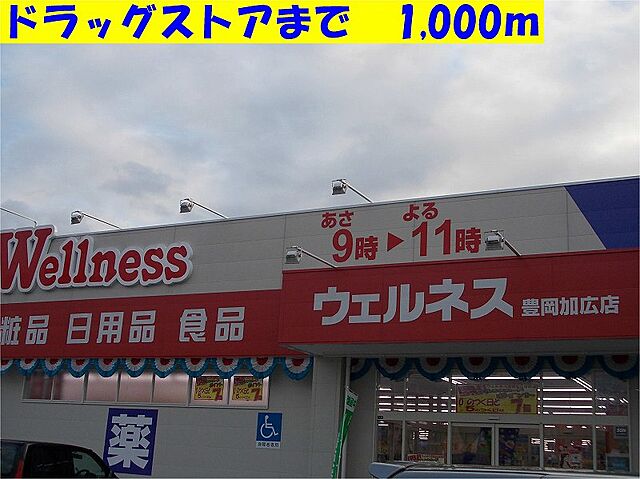 ドラッグストアまで 1,000m
あさ よる
9時▶11時
Wellness
ウェルネス 豊岡加広店
粧品 日用品 食品
薬